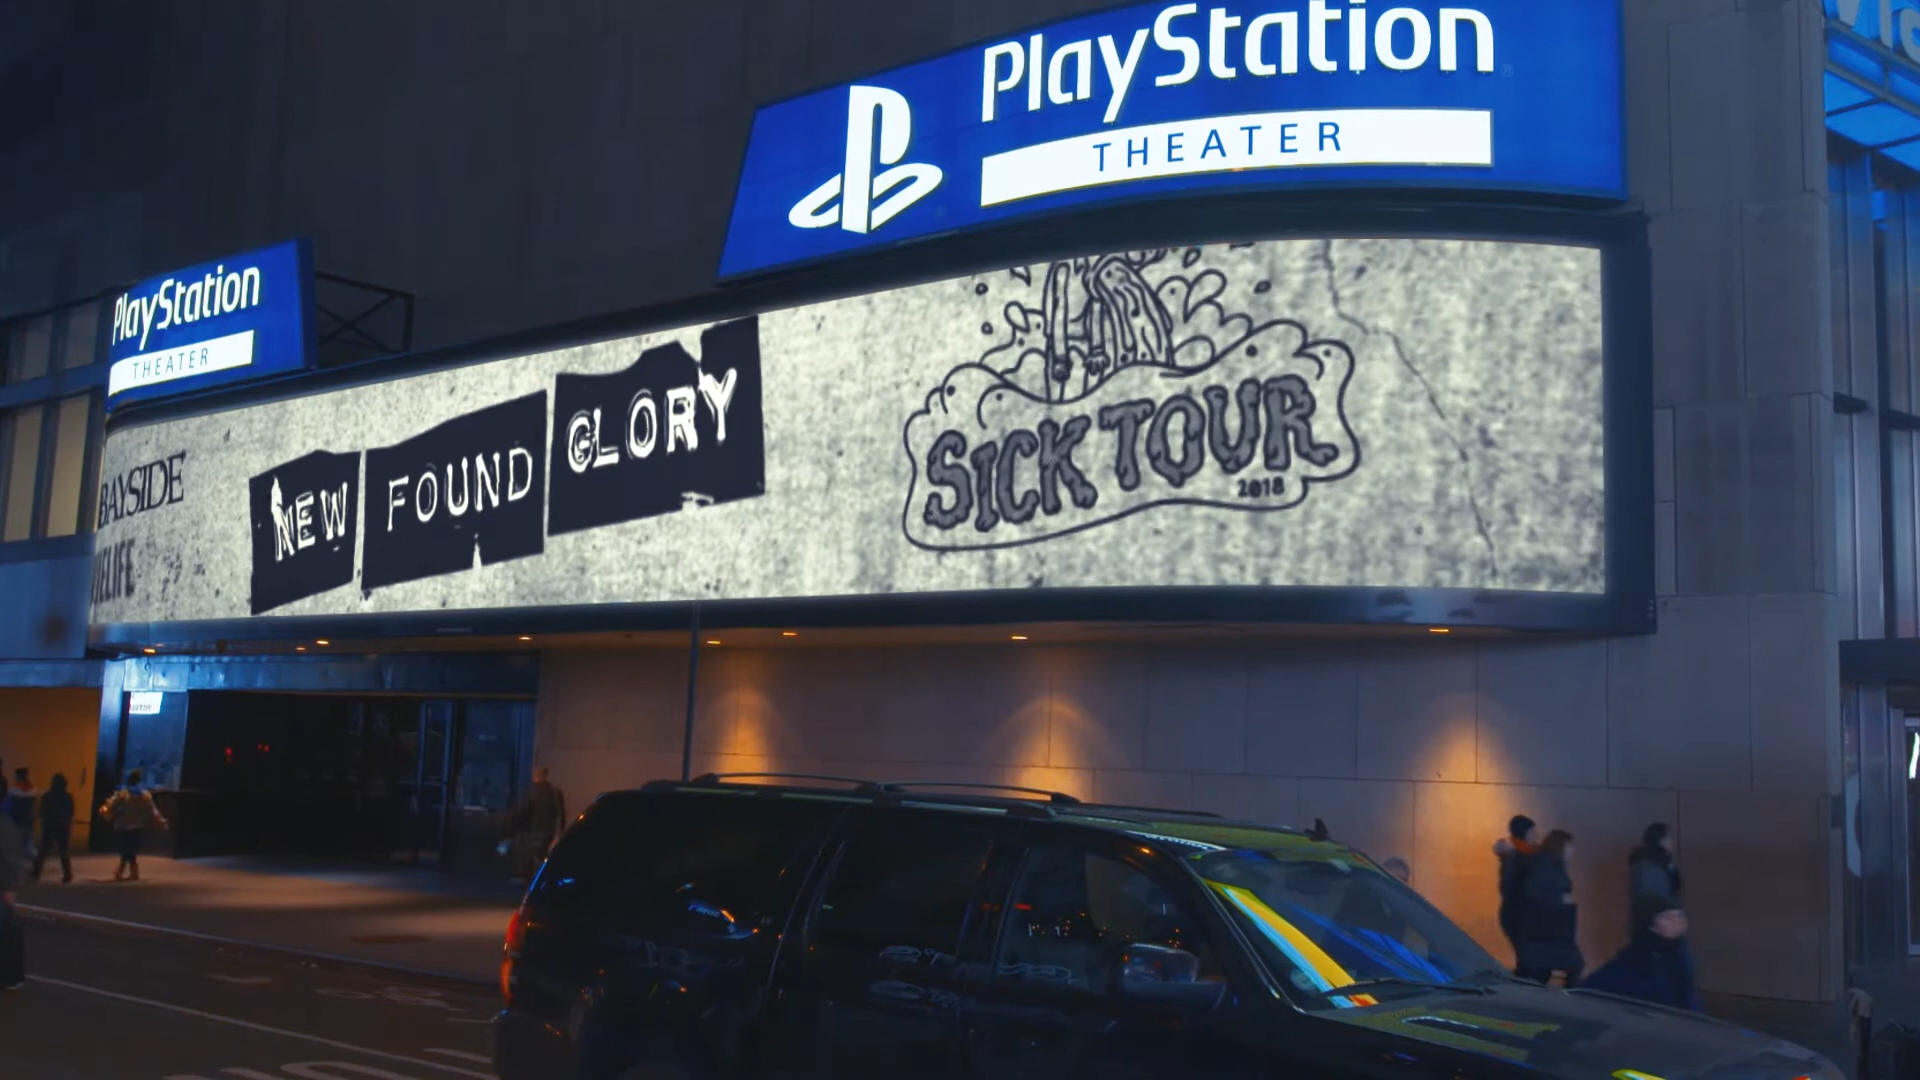 PlayStation
THEATER
PlayStation
THEATER
BAYSIDE
NEW FOUND GLORY
SICK TOUR
2018